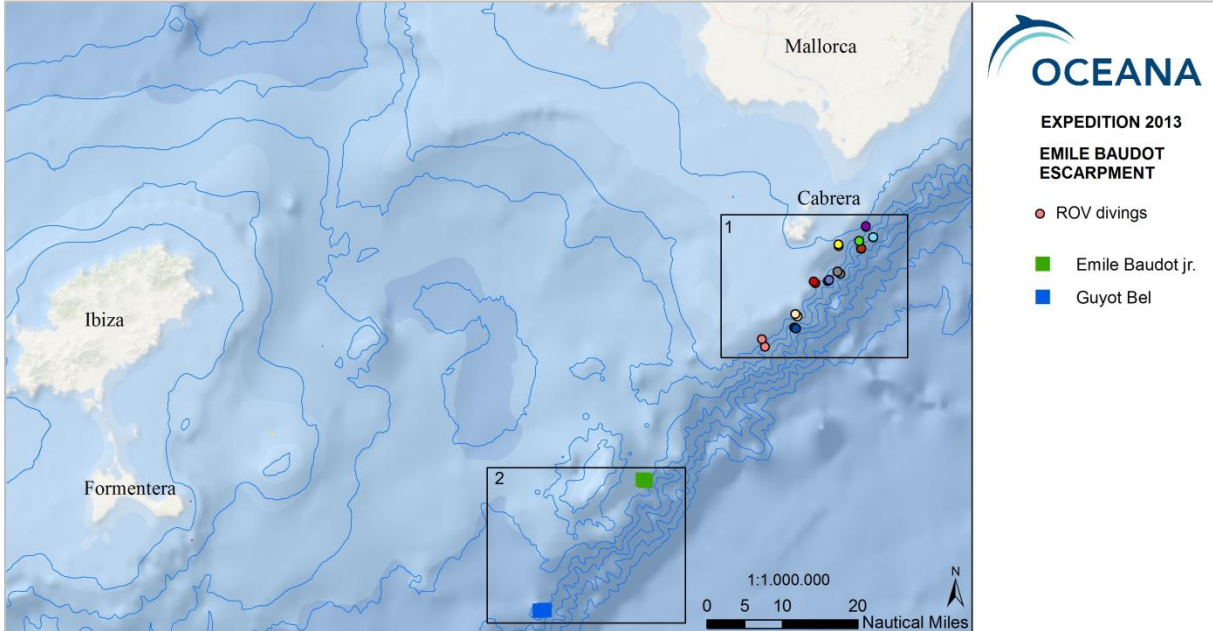 Mallorca
Cabrera
1
Ibiza
Formentera
2
1:1.000.000
N
0 5 10 20
Nautical Miles
OCEANA
EXPEDITION 2013
EMILE BAUDOT
ESCARPMENT
ROV divings
Emile Baudot jr.
Guyot Bel